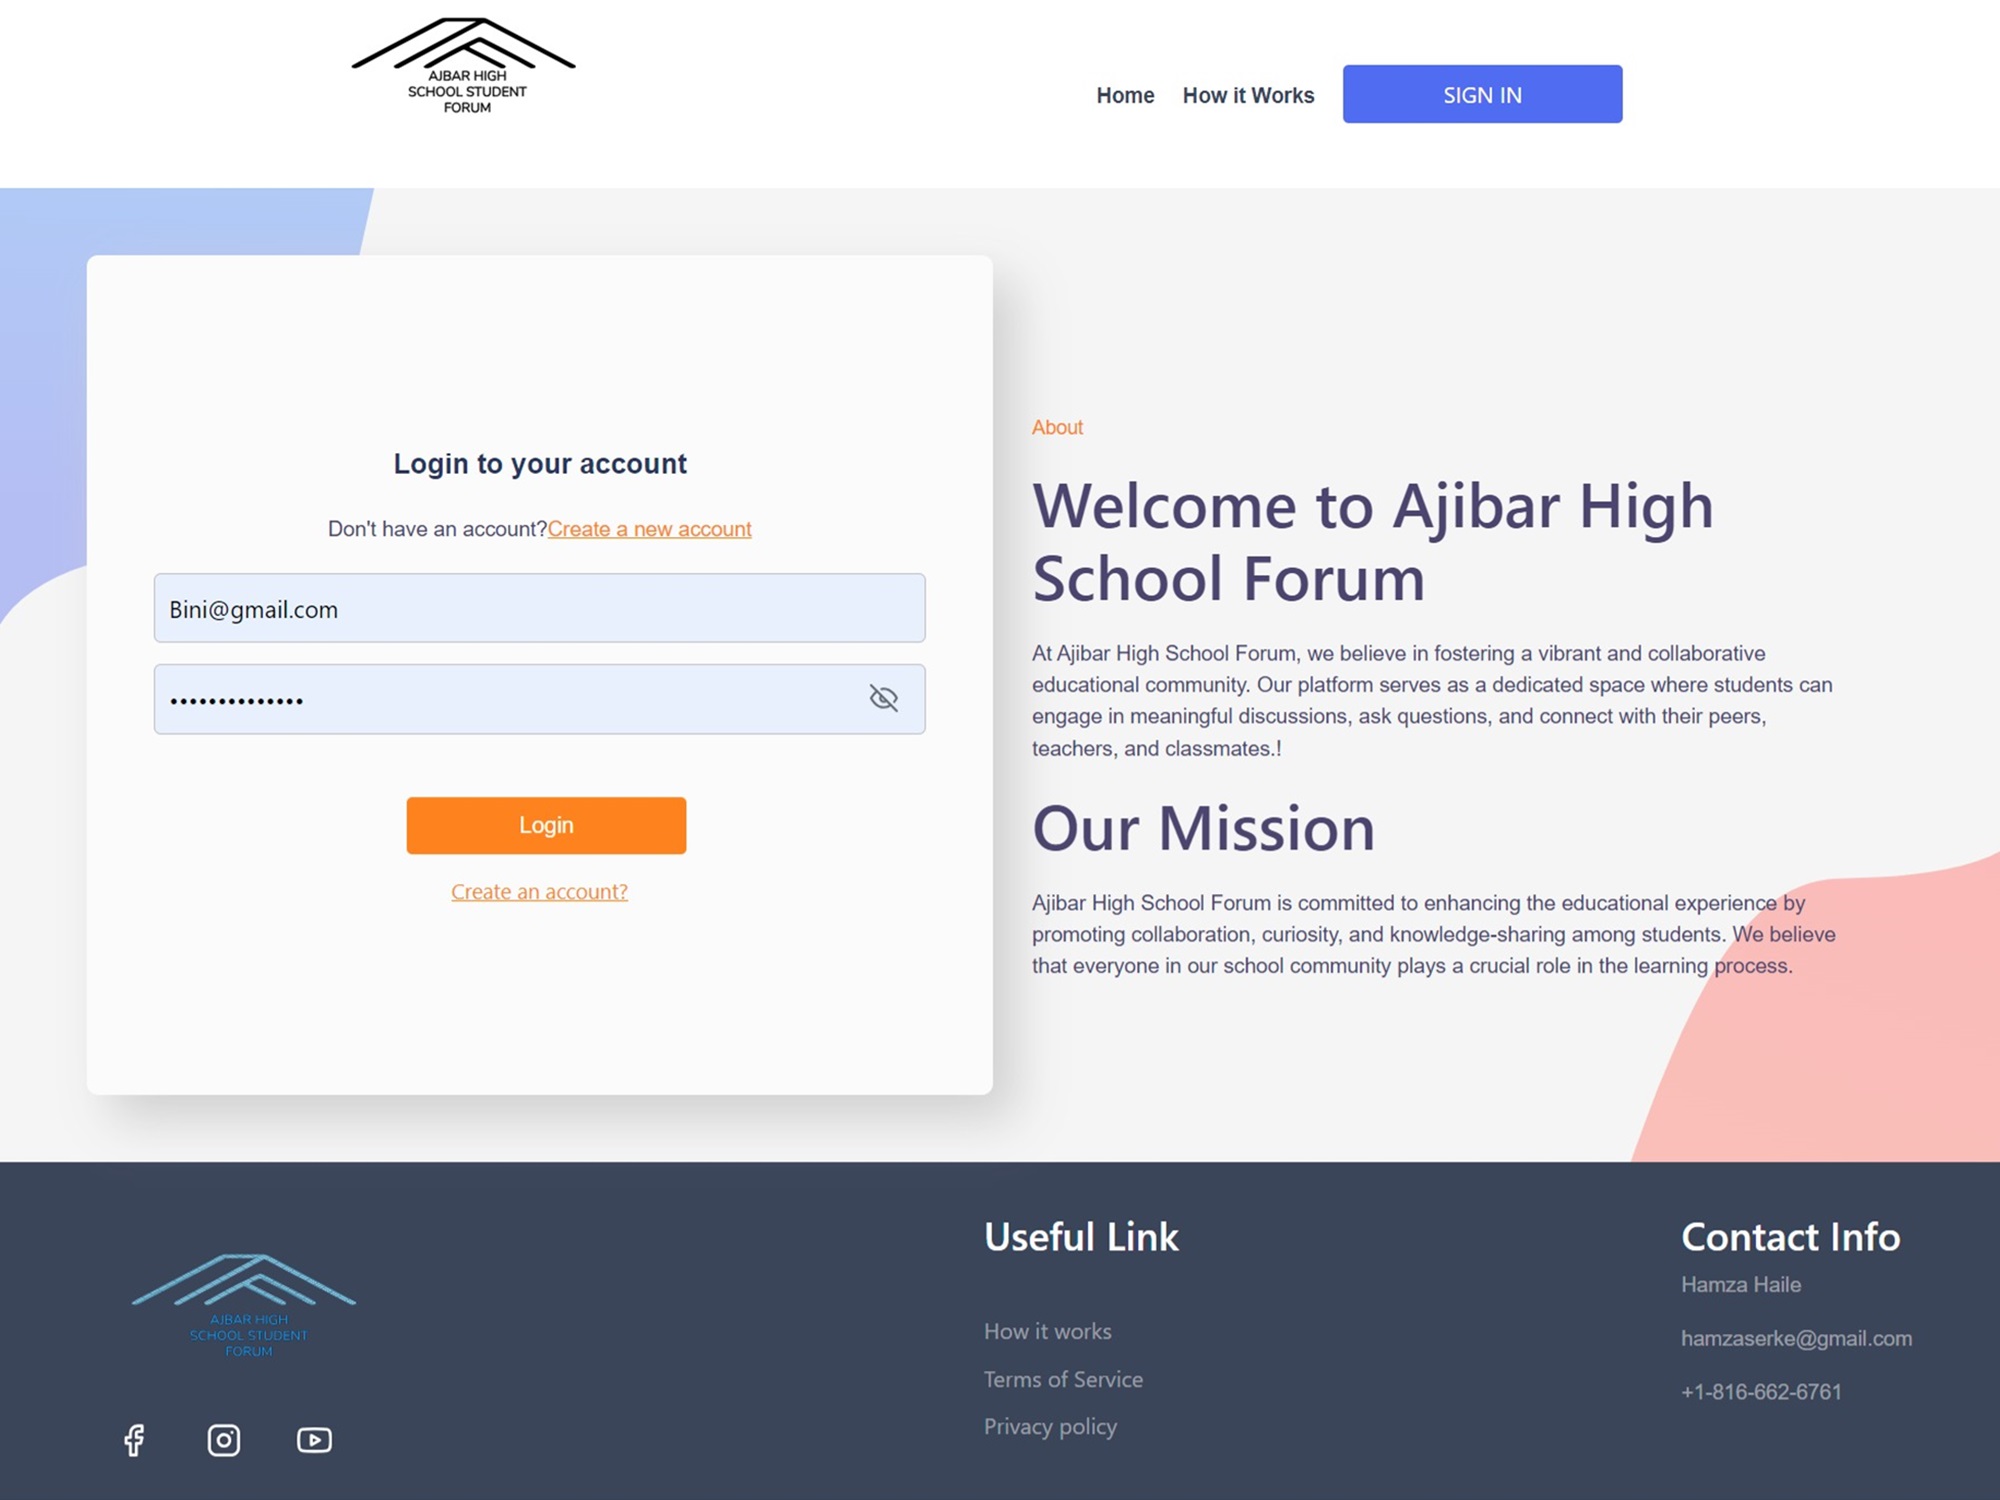 AJBAR HIGH
SCHOOL STUDENT
FORUM
Home
How it Works
SIGN IN
Login to your account
Don't have an account?Create a new account
Bini@gmail.com
••••••••••••••
Login
Create an account?
About
Welcome to Ajibar High
School Forum
At Ajibar High School Forum, we believe in fostering a vibrant and collaborative
educational community. Our platform serves as a dedicated space where students can
engage in meaningful discussions, ask questions, and connect with their peers,
teachers, and classmates.!
Our Mission
Ajibar High School Forum is committed to enhancing the educational experience by
promoting collaboration, curiosity, and knowledge-sharing among students. We believe
that everyone in our school community plays a crucial role in the learning process.
AJBAR HIGH
SCHOOL STUDENT
FORUM
Useful Link
How it works
Terms of Service
Privacy policy
Contact Info
Hamza Haile
hamzaserke@gmail.com
+1-816-662-6761